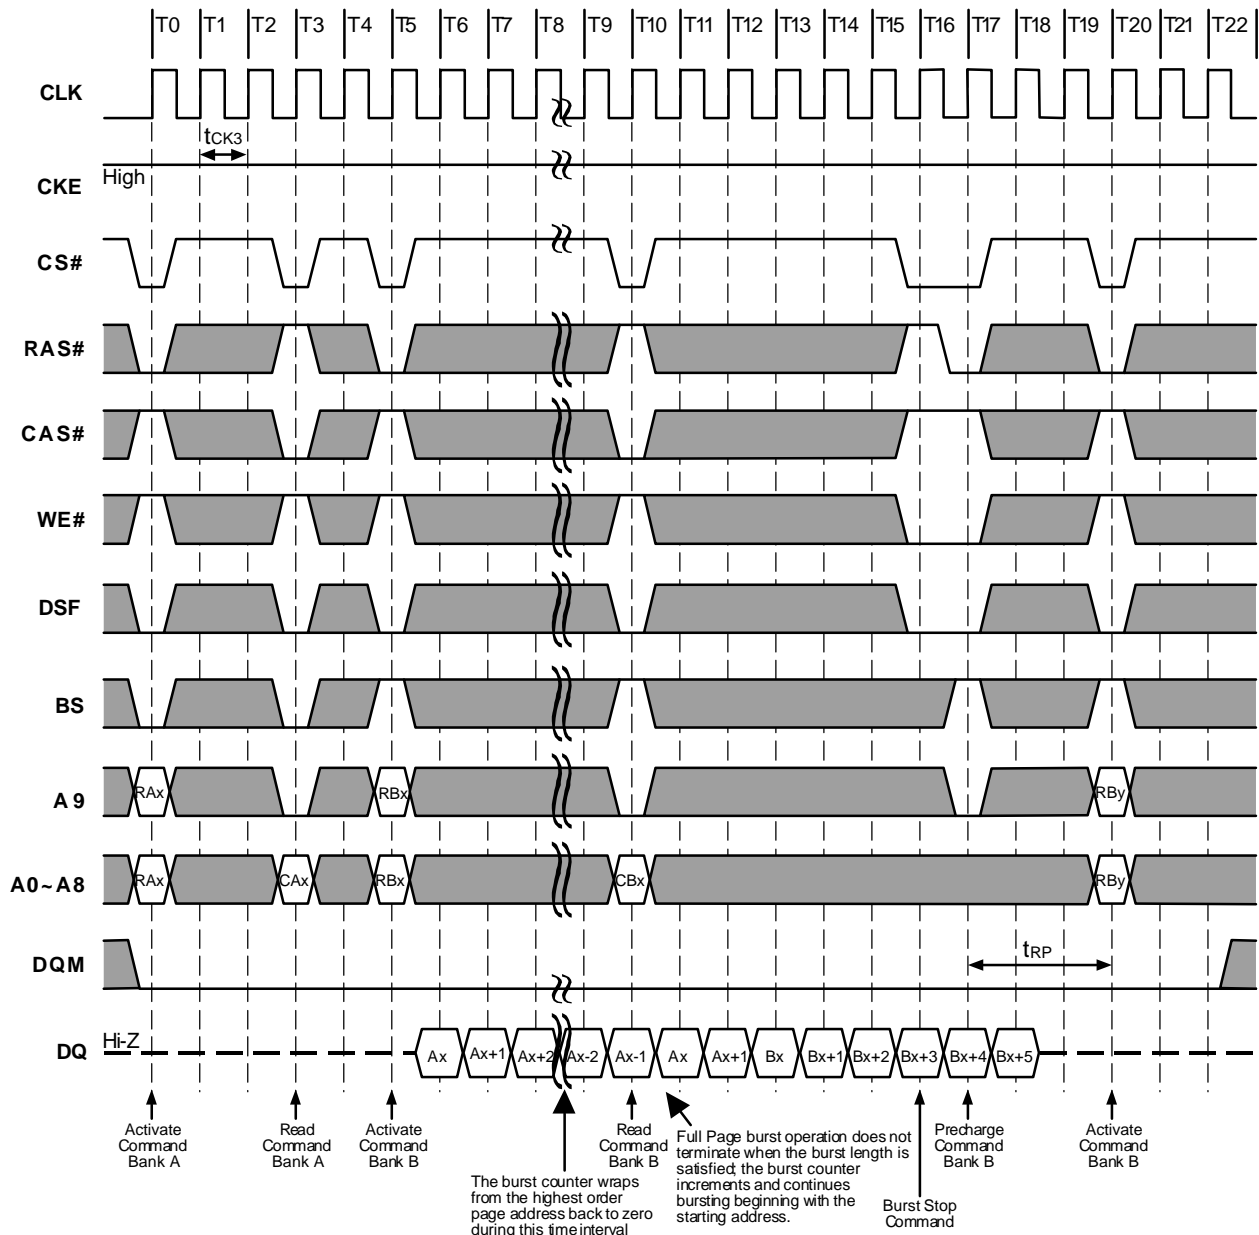 T0 T1 T2 T3 T4 T5 T6 T7 T8 T9 T10 T11 T12 T13 T14 T15 T16 T17 T18 T19 T20 T21 T22
CLK
tCK3
High
CKE
CS#
RAS#
CAS#
WE#
DSF
BS
A9
RAx RBx RBy
A0~A8
RAx CAx RBx CBx RBy
DQM
tRP
Hi-Z
DQ
Ax Ax+1 Ax+2 Ax-2 Ax-1 Ax Ax+1 Bx Bx+1 Bx+2 Bx+3 Bx+4 Bx+5
Activate
Command
Bank A
Read
Command
Bank A
Activate
Command
Bank B
The burst counter wraps
from the highest order
page address back to zero
during this time interval
Read
Command
Bank B
Full Page burst operation does not
terminate when the burst length is
satisfied; the burst counter
increments and continues
bursting beginning with the
starting address.
Burst Stop
Command
Precharge
Command
Bank B
Activate
Command
Bank B